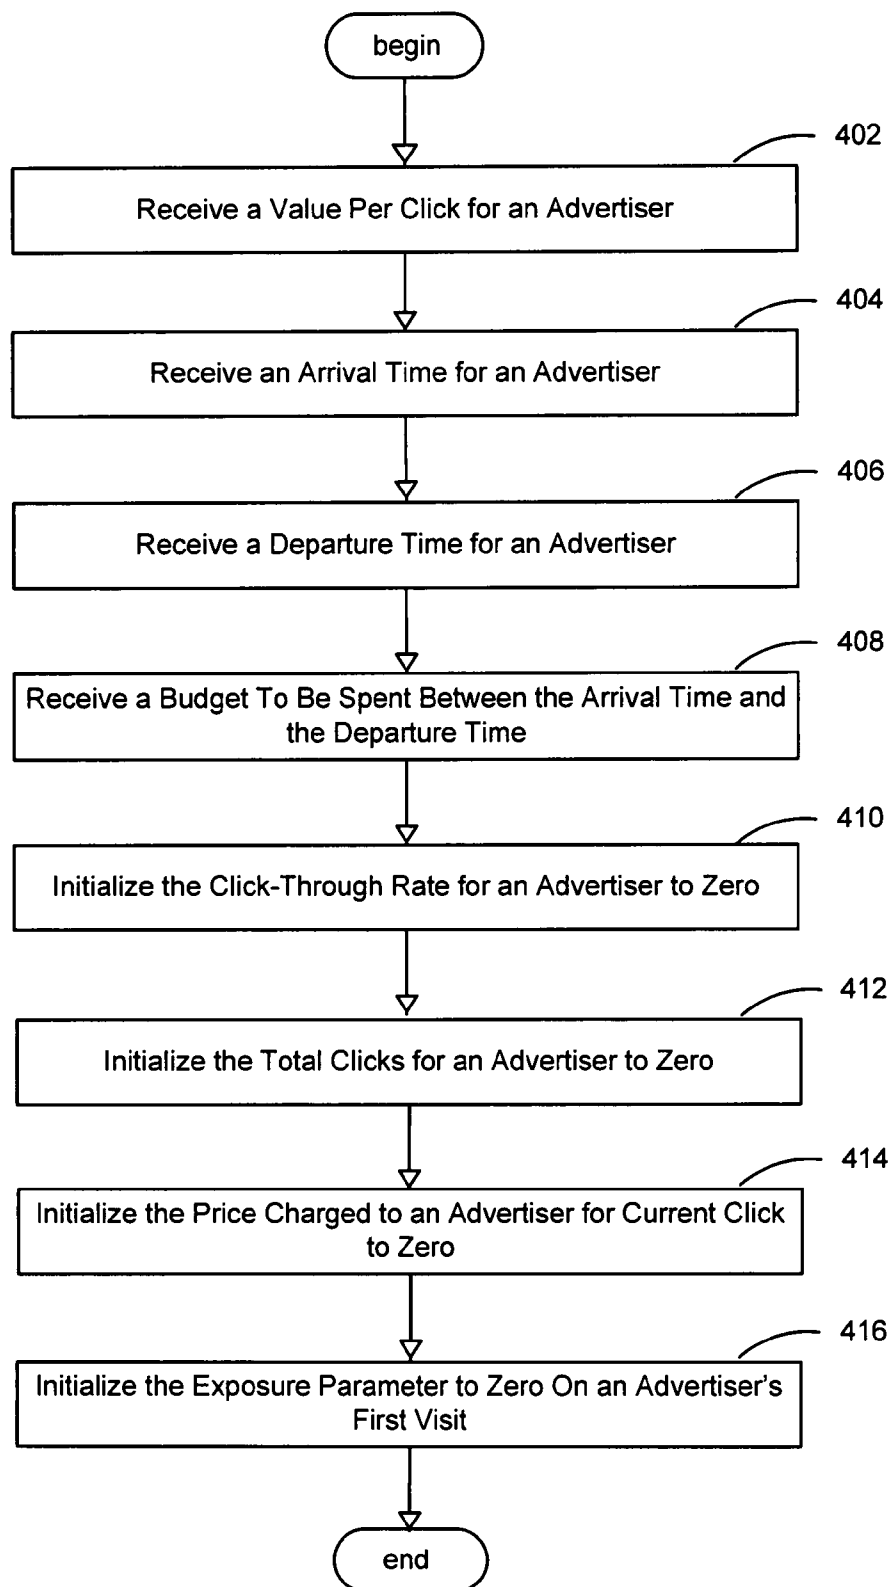 begin
402
Receive a Value Per Click for an Advertiser
404
Receive an Arrival Time for an Advertiser
406
Receive a Departure Time for an Advertiser
408
Receive a Budget To Be Spent Between the Arrival Time and
the Departure Time
410
Initialize the Click-Through Rate for an Advertiser to Zero
412
Initialize the Total Clicks for an Advertiser to Zero
414
Initialize the Price Charged to an Advertiser for Current Click
to Zero
416
Initialize the Exposure Parameter to Zero On an Advertiser's
First Visit
end